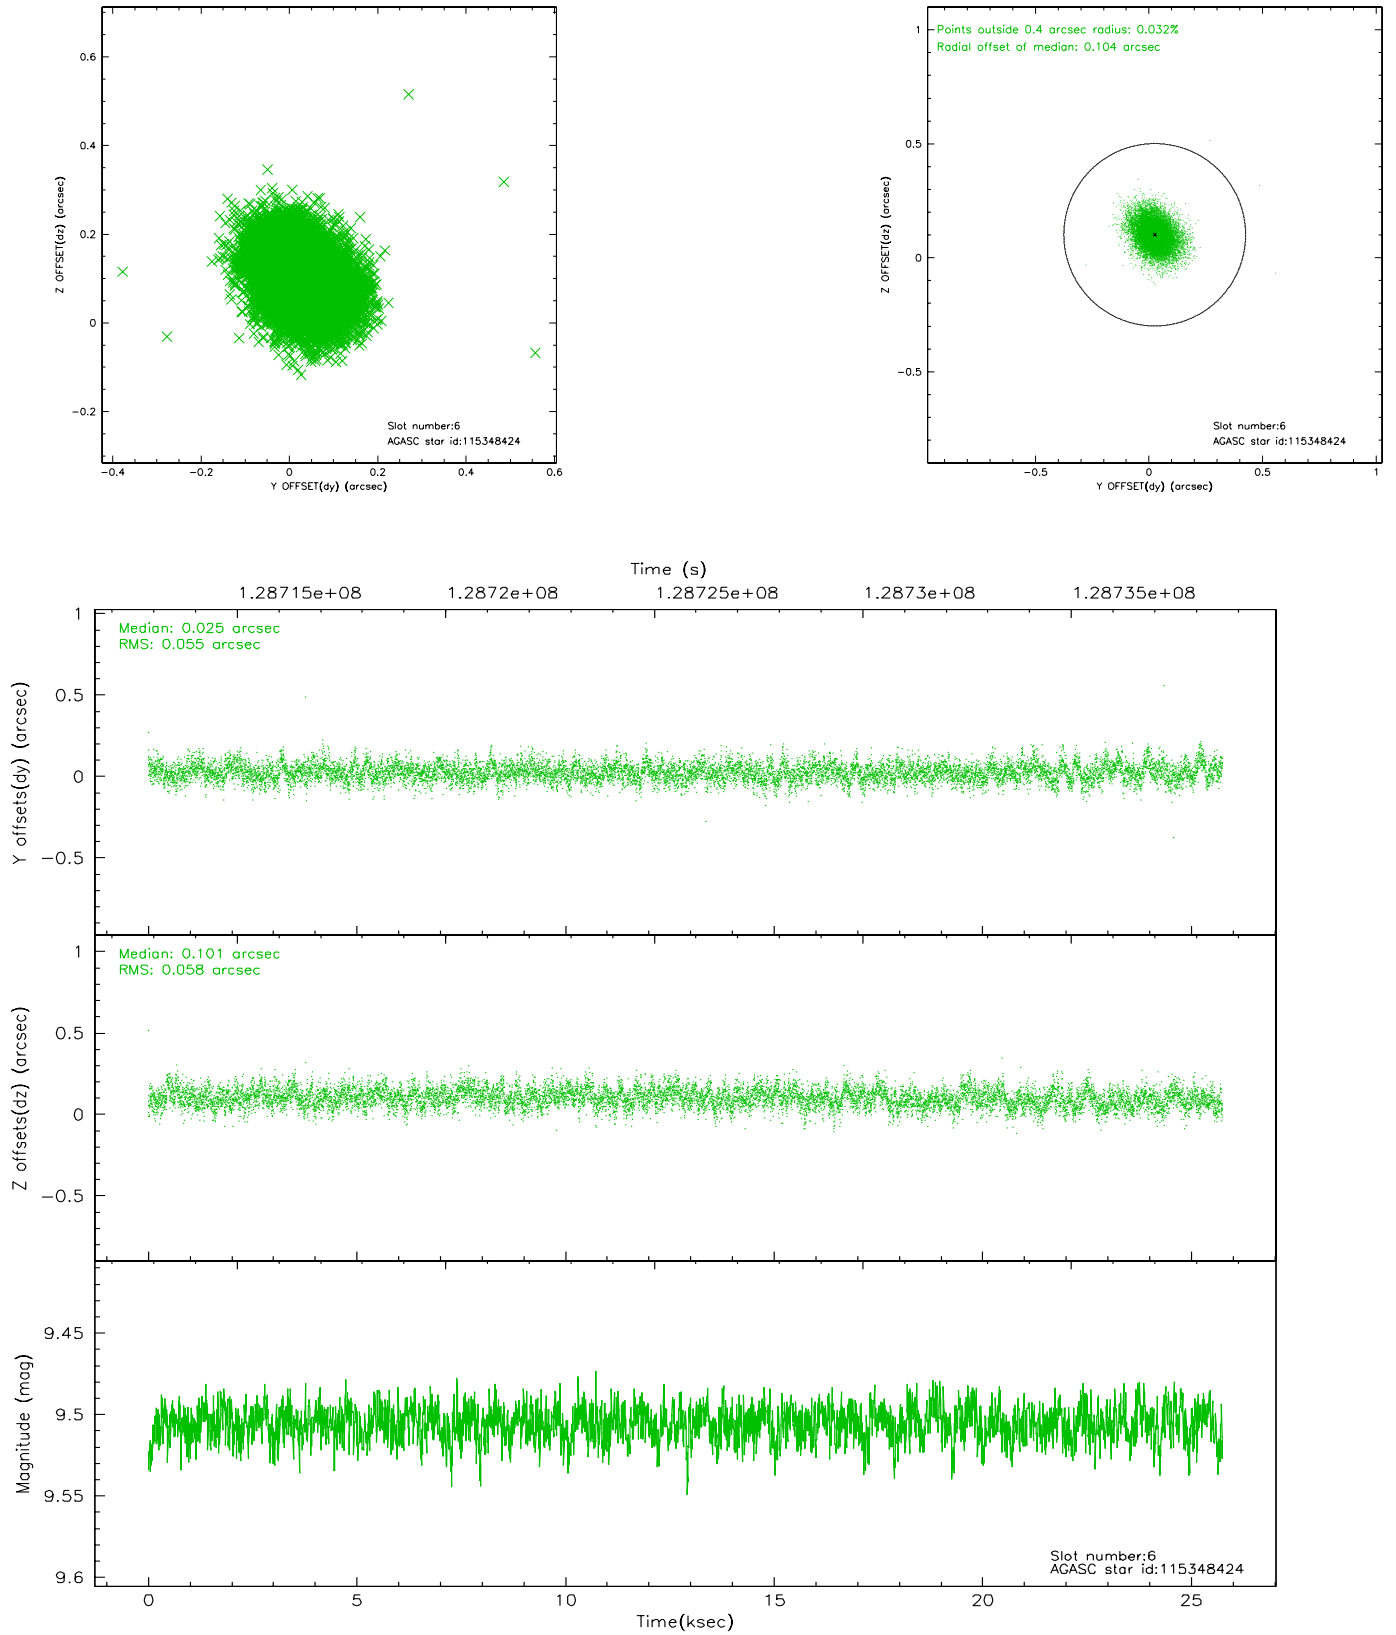 0.6
0.4
0.2
0
−0.2
Z OFFSET(dz) (arcsec)
Slot number:6
AGASC star id:115348424
−0.4 −0.2 0 0.2 0.4 0.6
Y OFFSET(dy) (arcsec)
Points outside 0.4 arcsec radius: 0.032%
Radial offset of median: 0.104 arcsec
1
0.5
0
−0.5
Z OFFSET(dz) (arcsec)
Slot number:6
AGASC star id:115348424
−0.5 0 0.5 1
Y OFFSET(dy) (arcsec)
Time (s)
1.28715e+08 1.2872e+08 1.28725e+08 1.2873e+08 1.28735e+08
Median: 0.025 arcsec
RMS: 0.055 arcsec
1
0.5
0
−0.5
Y offsets(dy) (arcsec)
Median: 0.101 arcsec
RMS: 0.058 arcsec
1
0.5
0
−0.5
Z offsets(dz) (arcsec)
9.45
9.5
9.55
9.6
Magnitude (mag)
Slot number:6
AGASC star id:115348424
0 5 10 15 20 25
Time(ksec)